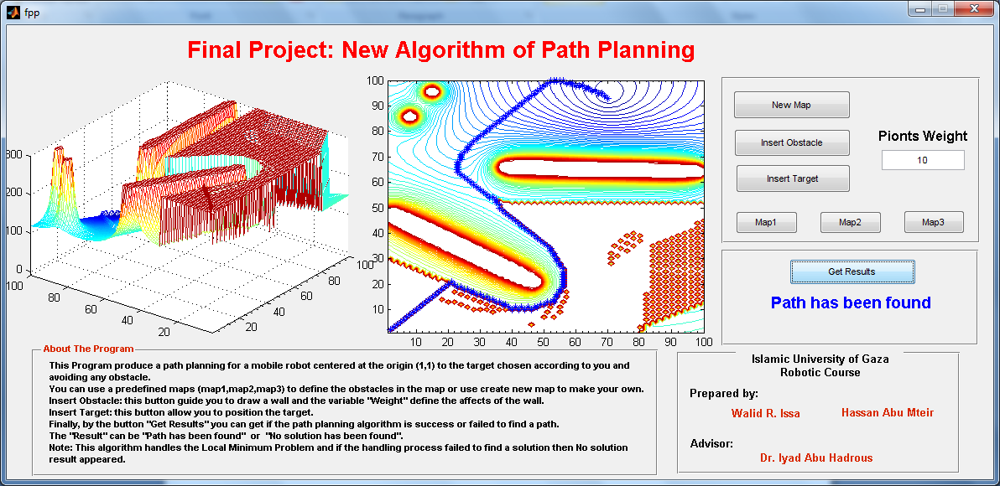 fpp
Final Project: New Algorithm of Path Planning
300
200
100
0
100
80
60
40
20
20
40
60
80
100
100
90
80
70
60
50
40
30
20
10
10
20
30
40
50
60
70
80
90
100
New Map
Insert Obstacle
Insert Target
Pionts Weight
10
Map1
Map2
Map3
Get Results
Path has been found
About The Program
This Program produce a path planning for a mobile robot centered at the origin (1,1) to the target chosen according to you and
avoiding any obstacle.
You can use a predefined maps (map1,map2,map3) to define the obstacles in the map or use create new map to make your own.
Insert Obstacle: this button guide you to draw a wall and the variable "Weight" define the affects of the wall.
Insert Target: this button allow you to position the target.
Finally, by the button "Get Results" you can get if the path planning algorithm is success or failed to find a path.
The "Result" can be "Path has been found" or "No solution has been found".
Note: This algorithm handles the Local Minimum Problem and if the handling process failed to find a solution then No solution
result appeared.
Islamic University of Gaza
Robotic Course
Prepared by:
Walid R. Issa
Hassan Abu Mteir
Advisor:
Dr. Iyad Abu Hadrous